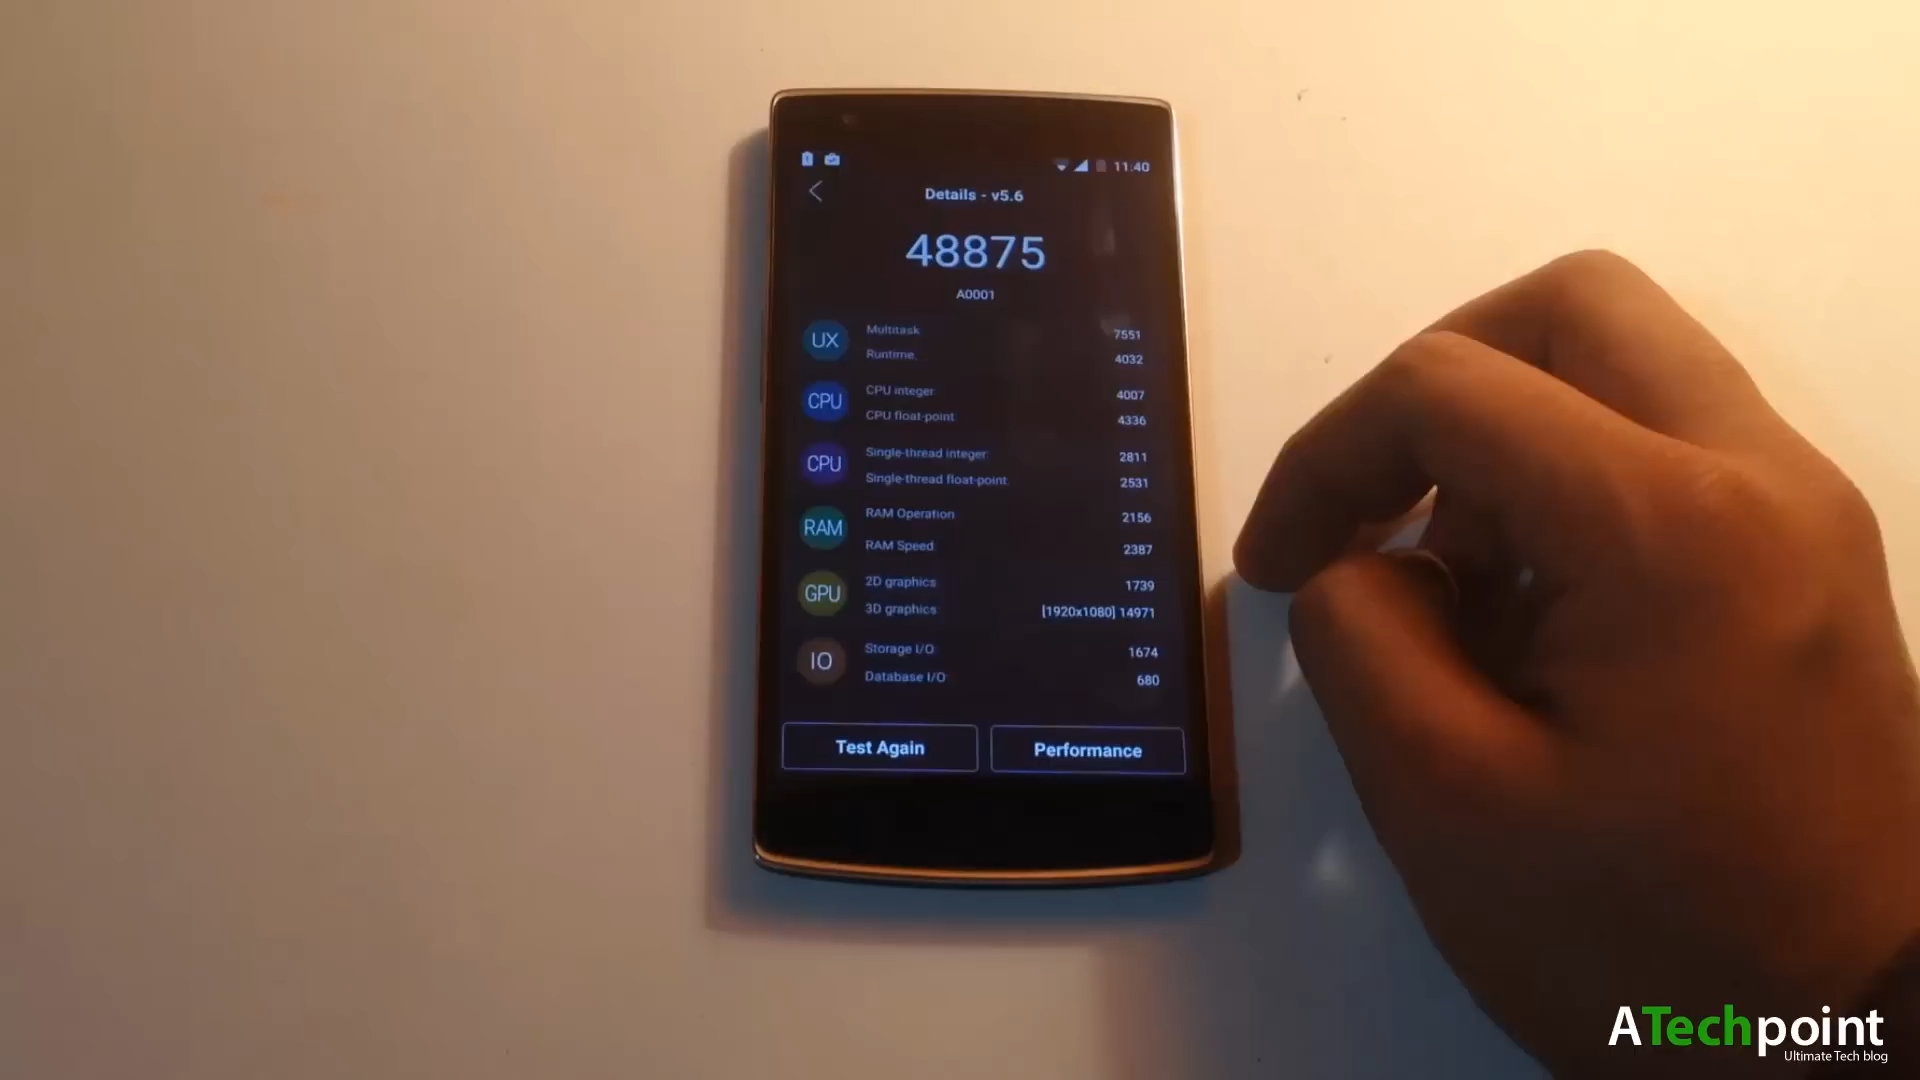 11:40
Details - v5.6
48875
A0001
UX
Multitask 7551
Runtime 4032
CPU
CPU integer 4007
CPU float-point 4336
CPU
Single-thread integer 2811
Single-thread float-point 2531
RAM
RAM Operation 2156
RAM Speed 2387
GPU
2D graphics 1739
3D graphics [1920x1080] 14971
IO
Storage I/O 1674
Database I/O 680
Test Again Performance
ATechpoint
Ultimate Tech blog